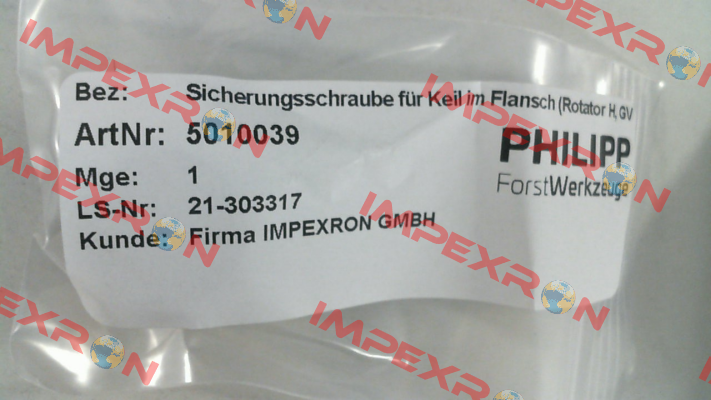 Bez: Sicherungsschraube für Keil im Flansch (Rotator H, GV
ArtNr: 5010039
PHILIPP
ForstWerkzeuge
Mge: 1
LS-Nr: 21-303317
Kunde: Firma IMPEXRON GMBH
IMPEXRON
IMPEXRON
IMPEXRON
IMPEXRON
IMPEXRON